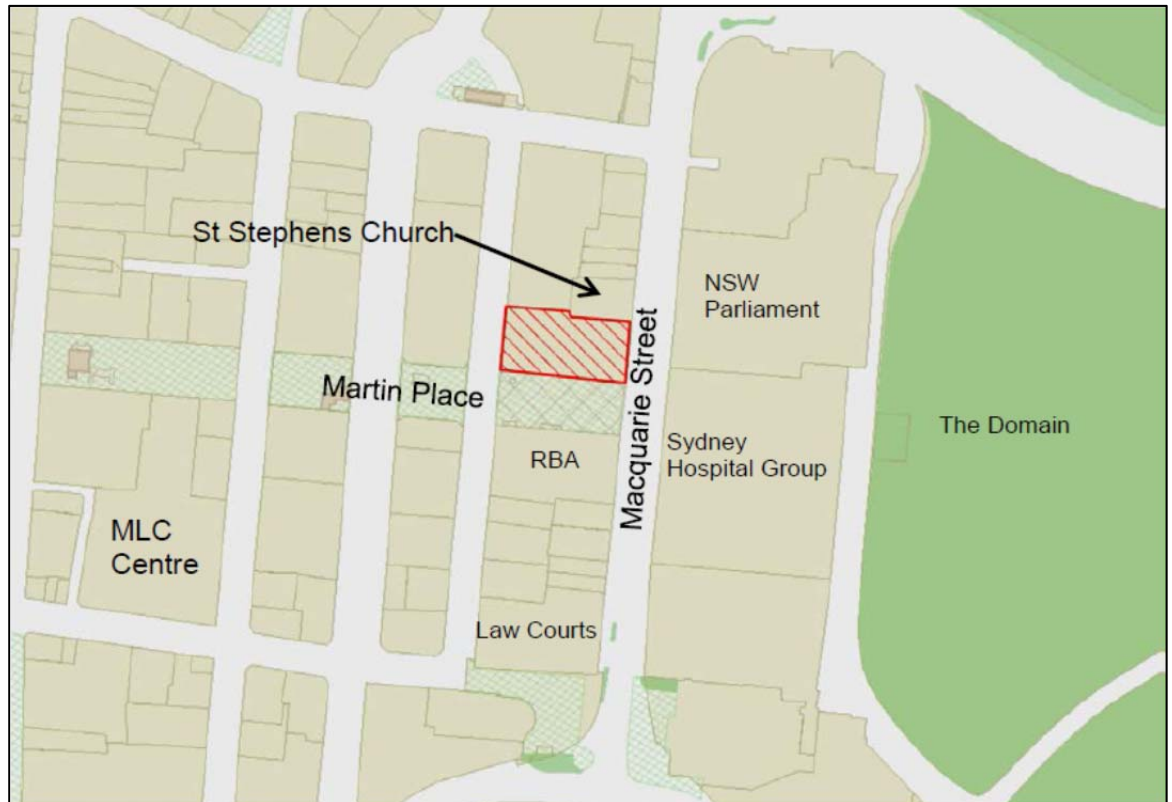 St Stephens Church
NSW
Parliament
Martin Place
Macquarie Street
The Domain
Sydney
Hospital Group
RBA
MLC
Centre
Law Courts